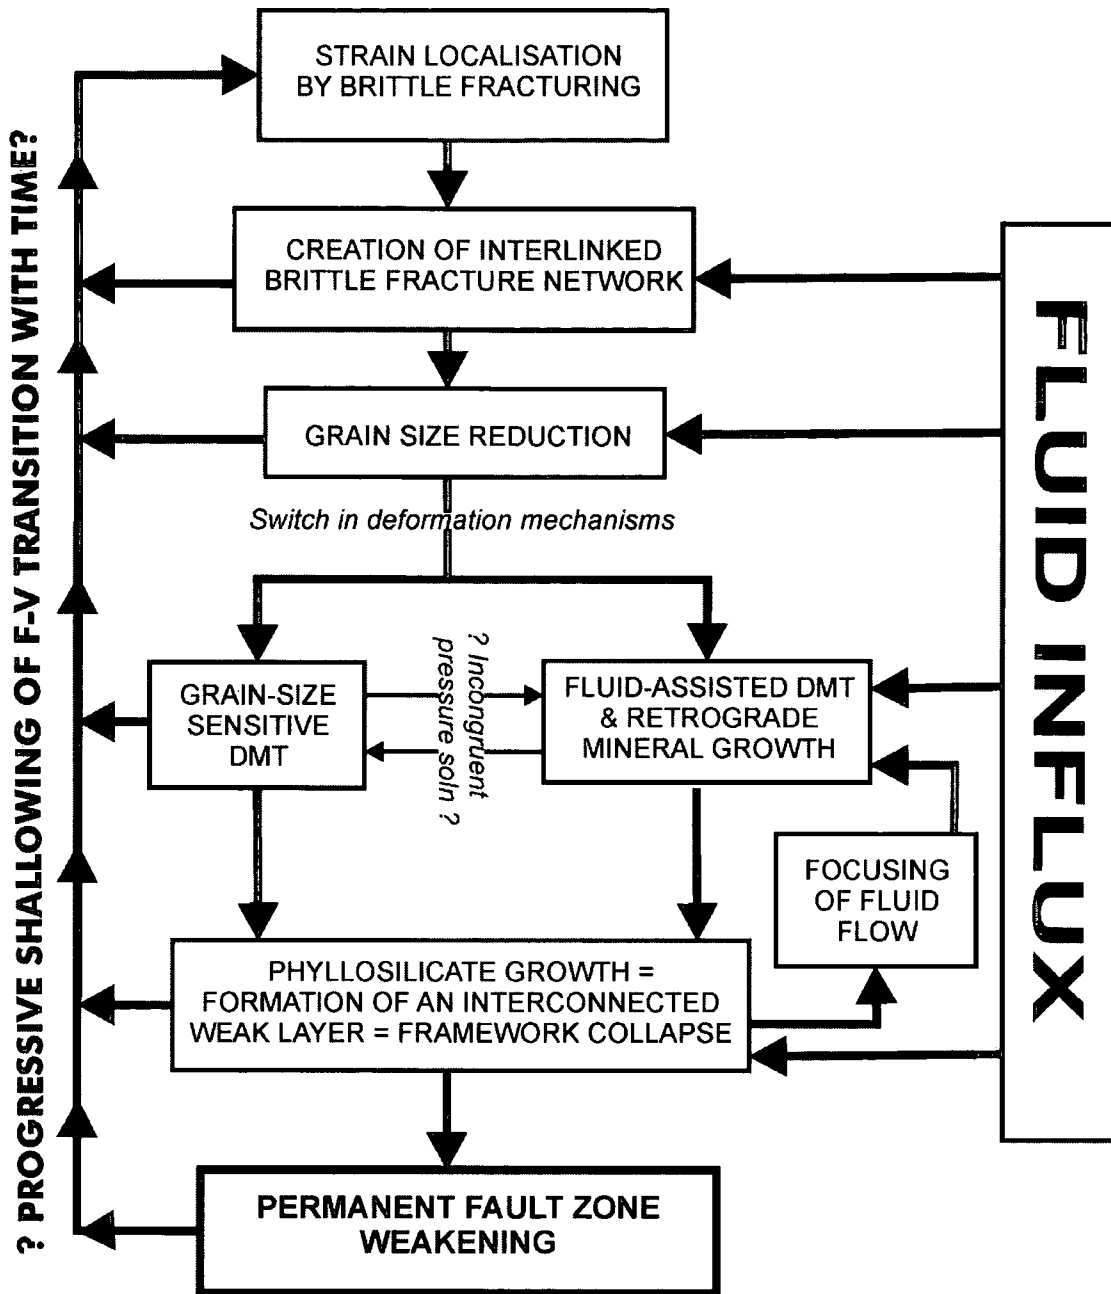 STRAIN LOCALISATION
BY BRITTLE FRACTURING
? PROGRESSIVE SHALLOWING OF F-V TRANSITION WITH TIME?
CREATION OF INTERLINKED
BRITTLE FRACTURE NETWORK
FLUID INFLUX
GRAIN SIZE REDUCTION
Switch in deformation mechanisms
GRAIN-SIZE
SENSITIVE
DMT
? Incongruent
pressure soln ?
FLUID-ASSISTED DMT
& RETROGRADE
MINERAL GROWTH
FOCUSING
OF FLUID
FLOW
PHYLLOSILICATE GROWTH =
FORMATION OF AN INTERCONNECTED
WEAK LAYER = FRAMEWORK COLLAPSE
PERMANENT FAULT ZONE
WEAKENING